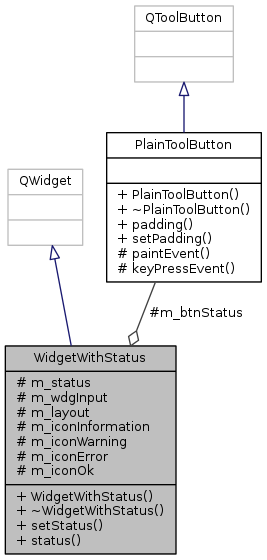 QToolButton
PlainToolButton
+ PlainToolButton()
+ ~PlainToolButton()
+ padding()
+ setPadding()
# paintEvent()
# keyPressEvent()
QWidget
#m_btnStatus
WidgetWithStatus
# m_status
# m_wdgInput
# m_layout
# m_iconInformation
# m_iconWarning
# m_iconError
# m_iconOk
+ WidgetWithStatus()
+ ~WidgetWithStatus()
+ setStatus()
+ status()